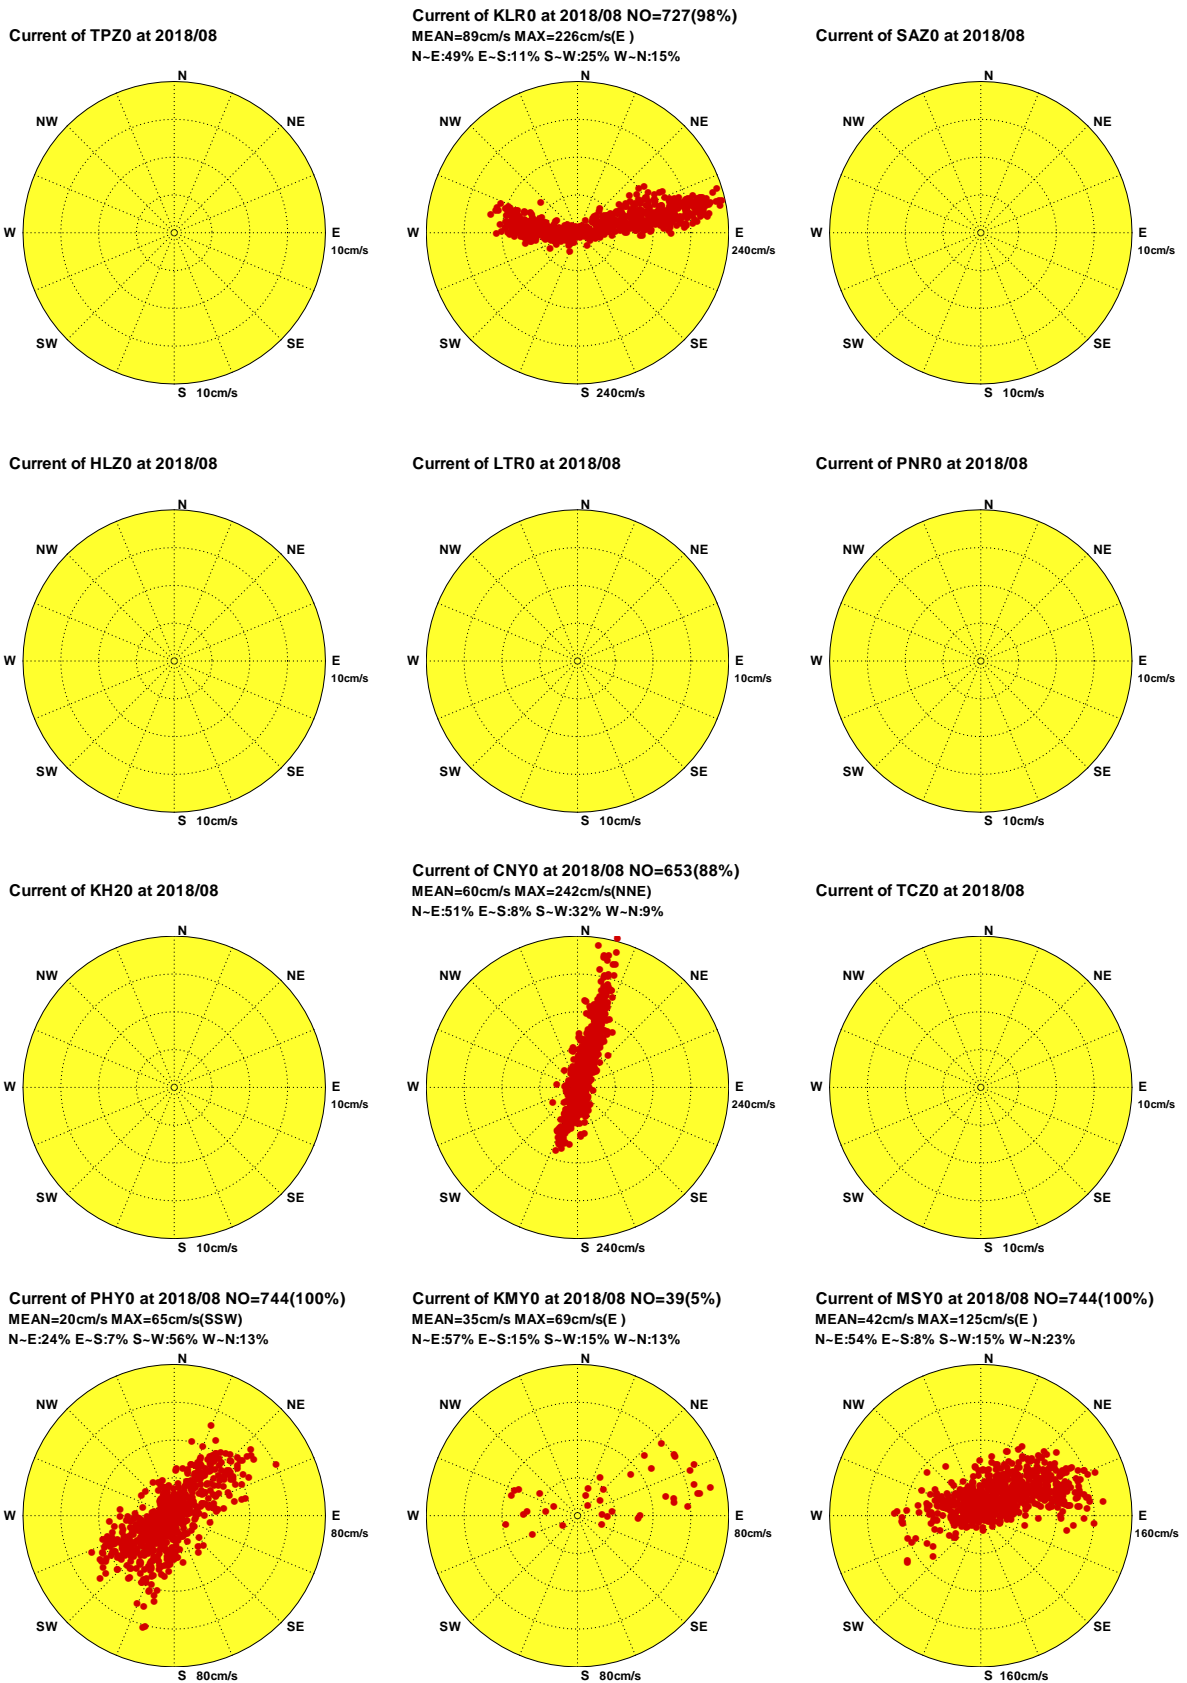 Current of TPZ0 at 2018/08
N
NW
NE
W
E
10cm/s
SW
SE
S 10cm/s
Current of KLR0 at 2018/08 NO=727(98%)
MEAN=89cm/s MAX=226cm/s(E )
N~E:49% E~S:11% S~W:25% W~N:15%
N
NW
NE
W
E
240cm/s
SW
SE
S 240cm/s
Current of SAZ0 at 2018/08
N
NW
NE
W
E
10cm/s
SW
SE
S 10cm/s
Current of HLZ0 at 2018/08
N
NW
NE
W
E
10cm/s
SW
SE
S 10cm/s
Current of LTR0 at 2018/08
N
NW
NE
W
E
10cm/s
SW
SE
S 10cm/s
Current of PNR0 at 2018/08
N
NW
NE
W
E
10cm/s
SW
SE
S 10cm/s
Current of KH20 at 2018/08
N
NW
NE
W
E
10cm/s
SW
SE
S 10cm/s
Current of CNY0 at 2018/08 NO=653(88%)
MEAN=60cm/s MAX=242cm/s(NNE)
N~E:51% E~S:8% S~W:32% W~N:9%
N
NW
NE
W
E
240cm/s
SW
SE
S 240cm/s
Current of TCZ0 at 2018/08
N
NW
NE
W
E
10cm/s
SW
SE
S 10cm/s
Current of PHY0 at 2018/08 NO=744(100%)
MEAN=20cm/s MAX=65cm/s(SSW)
N~E:24% E~S:7% S~W:56% W~N:13%
N
NW
NE
W
E
80cm/s
SW
SE
S 80cm/s
Current of KMY0 at 2018/08 NO=39(5%)
MEAN=35cm/s MAX=69cm/s(E )
N~E:57% E~S:15% S~W:15% W~N:13%
N
NW
NE
W
E
80cm/s
SW
SE
S 80cm/s
Current of MSY0 at 2018/08 NO=744(100%)
MEAN=42cm/s MAX=125cm/s(E )
N~E:54% E~S:8% S~W:15% W~N:23%
N
NW
NE
W
E
160cm/s
SW
SE
S 160cm/s